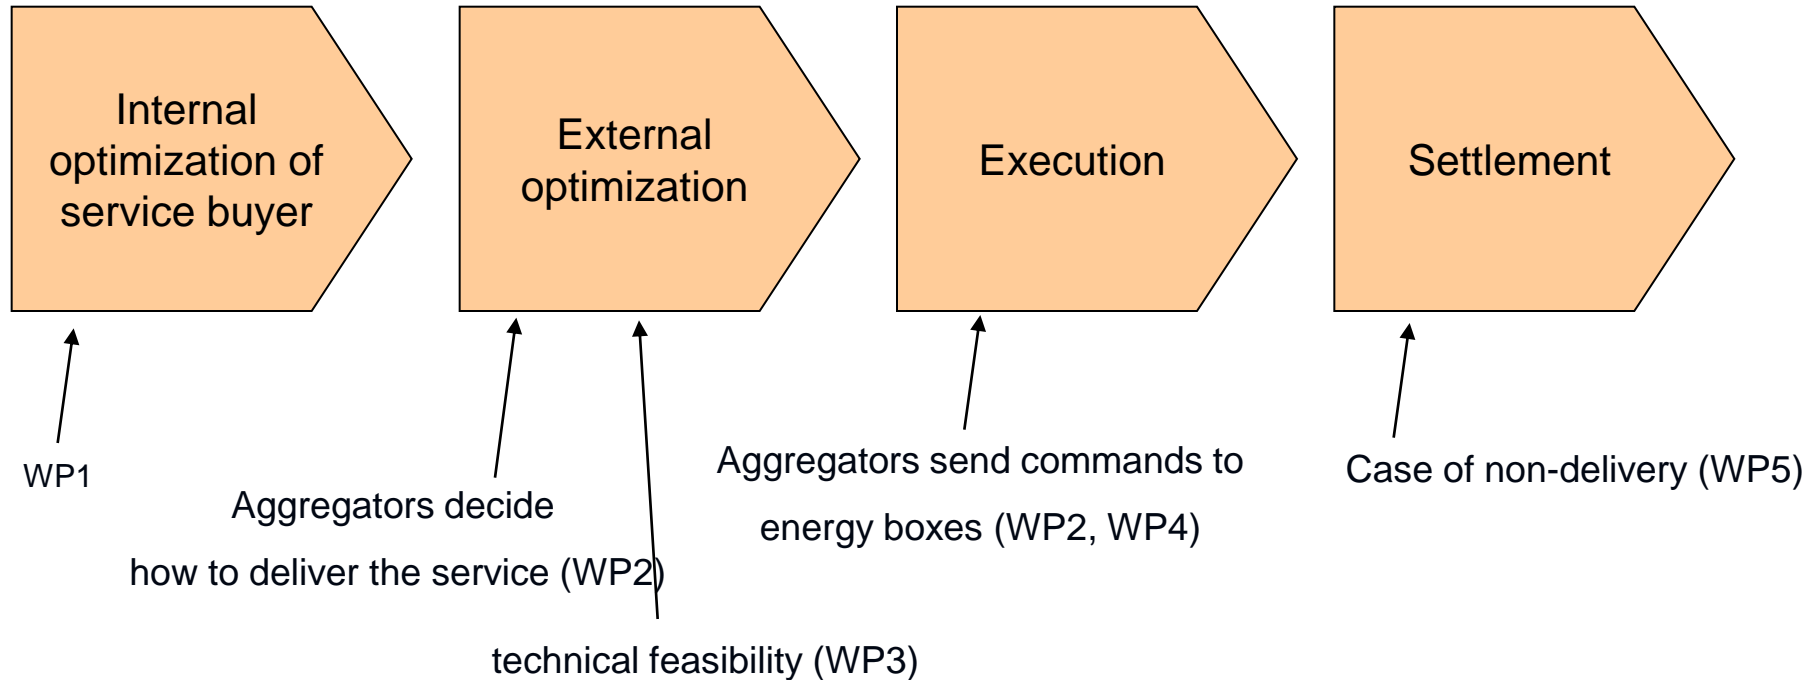 Internal
optimization of
service buyer
External
optimization
Execution
Settlement
WP1
Aggregators decide
how to deliver the service (WP2)
technical feasibility (WP3)
Aggregators send commands to
energy boxes (WP2, WP4)
Case of non-delivery (WP5)